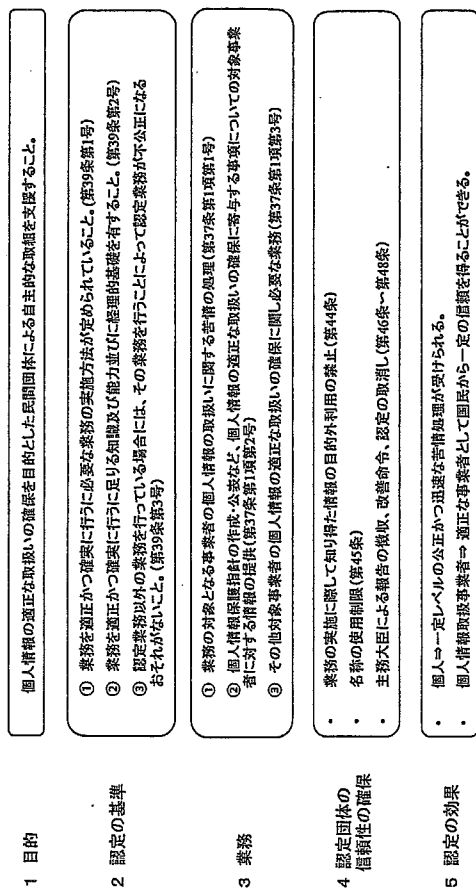 1 目的
個人情報の適正な取扱いの確保を目的とした民間団体による自主的な取組を支援すること。
2 認定の基準
① 業務を適正かつ確実に行うに必要な業務の実施方法が定められていること。(第39条第1号)
② 業務を適正かつ確実に行うに足りる知識及び能力並びに経理的基礎を有すること。(第39条第2号)
③ 認定業務以外の業務を行っている場合には、その業務を行うことによって認定業務が不公正になる
おそれがないこと。(第39条第3号)
3 業務
① 業務の対象となる事業者の個人情報の取扱いに関する苦情の処理(第37条第1項第1号)
② 個人情報保護指針の作成・公表など、個人情報の適正な取扱いの確保に寄与する事項についての対象事業
者に対する情報の提供(第37条第1項第2号)
③ その他対象事業者の個人情報の適正な取扱いの確保に関し必要な業務(第37条第1項第3号)
4 認定団体の
信頼性の確保
・ 業務の実施に際して知り得た情報の目的外利用の禁止(第44条)
・ 名称の使用制限(第45条)
・ 主務大臣による報告の徴収、改善命令、認定の取消し(第46条〜第48条)
5 認定の効果
・ 個人⇒一定レベルの公正かつ迅速な苦情処理が受けられる。
・ 個人情報取扱事業者⇒ 適正な事業者として国民から一定の信頼を得ることができる。